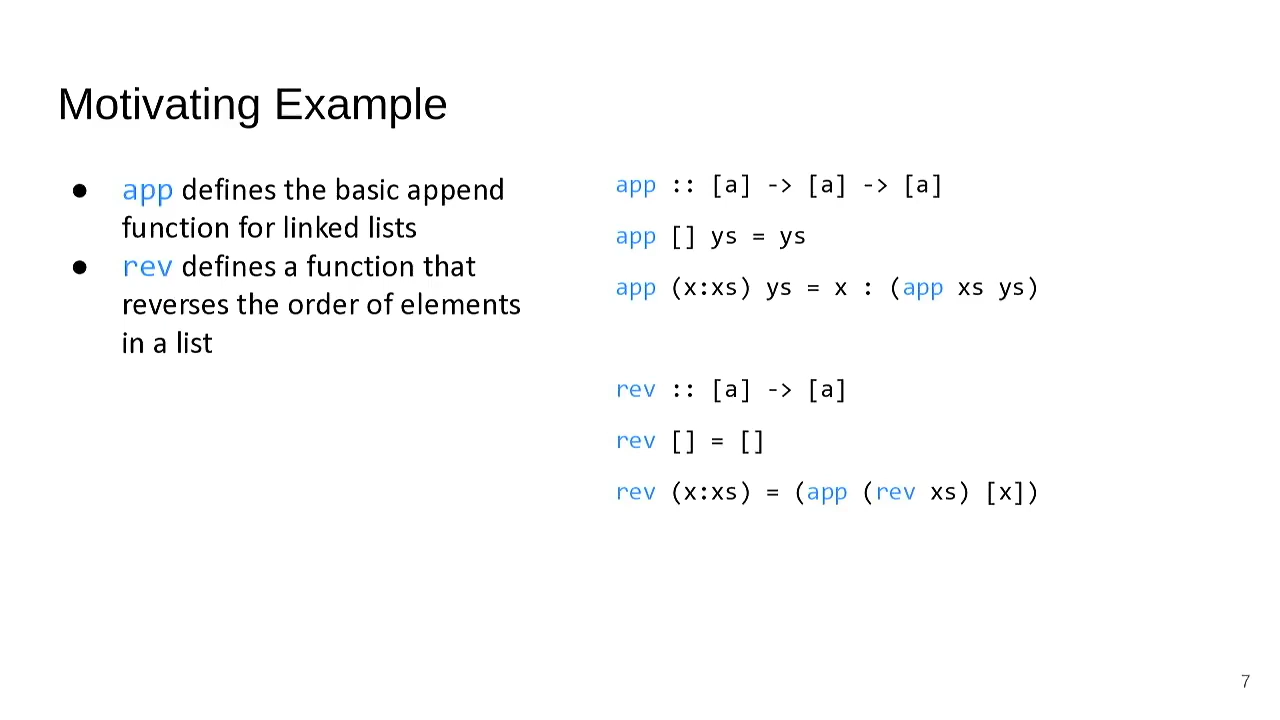 Motivating Example
● app defines the basic append
function for linked lists
● rev defines a function that
reverses the order of elements
in a list
app :: [a] -> [a] -> [a]
app [] ys = ys
app (x:xs) ys = x : (app xs ys)
rev :: [a] -> [a]
rev [] = []
rev (x:xs) = (app (rev xs) [x])
7